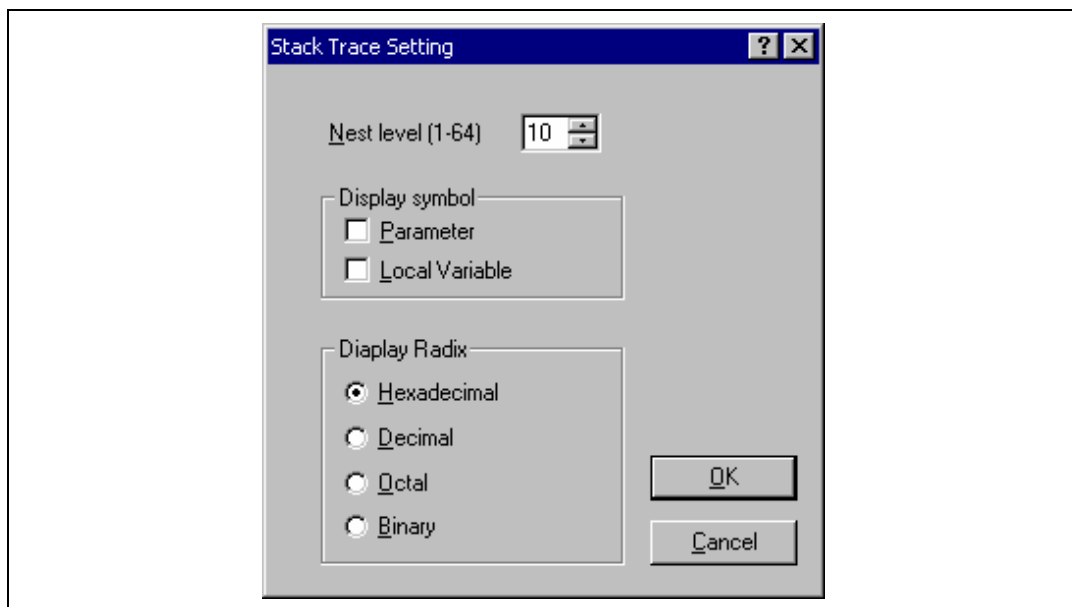 Stack Trace Setting
Nest level (1-64) 10
Display symbol
Parameter
Local Variable
Diaplay Radix
Hexadecimal
Decimal
Octal
Binary
OK
Cancel